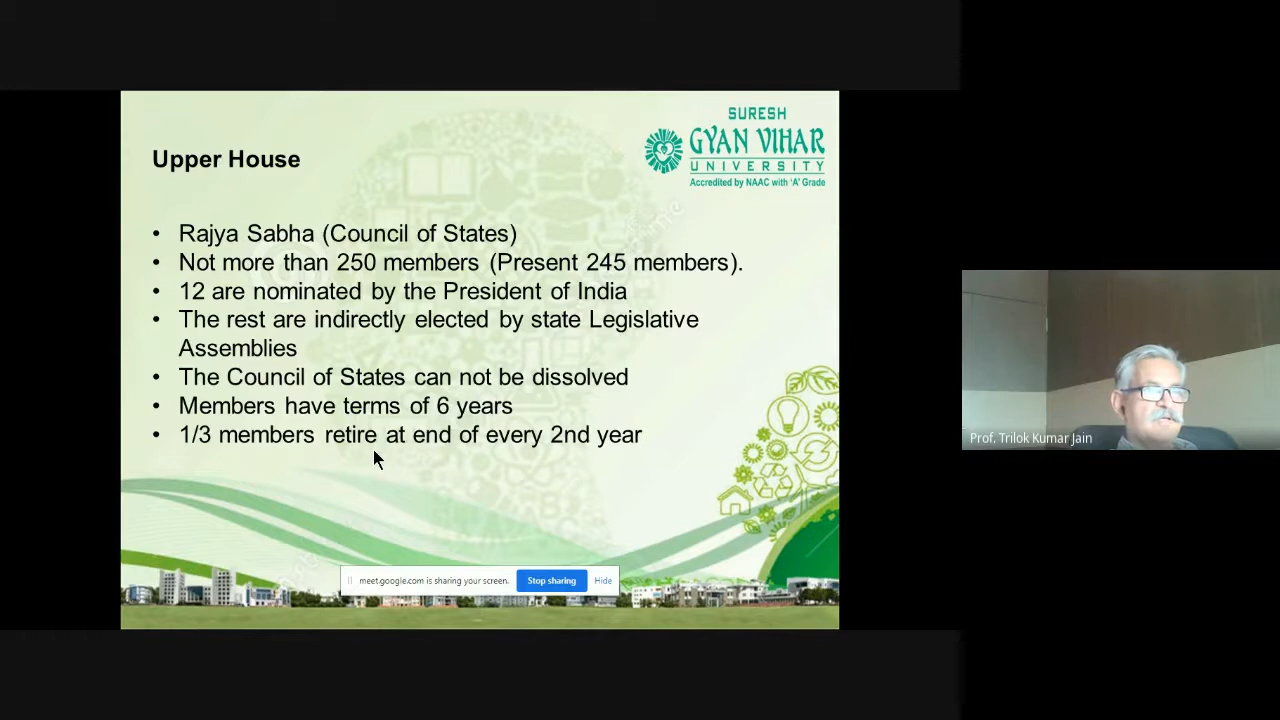 SURESH
GYAN VIHAR
UNIVERSITY
Accredited by NAAC with 'A' Grade
Upper House
• Rajya Sabha (Council of States)
• Not more than 250 members (Present 245 members).
• 12 are nominated by the President of India
• The rest are indirectly elected by state Legislative
Assemblies
• The Council of States can not be dissolved
• Members have terms of 6 years
• 1/3 members retire at end of every 2nd year
meet.google.com is sharing your screen. Stop sharing Hide
Prof. Trilok Kumar Jain